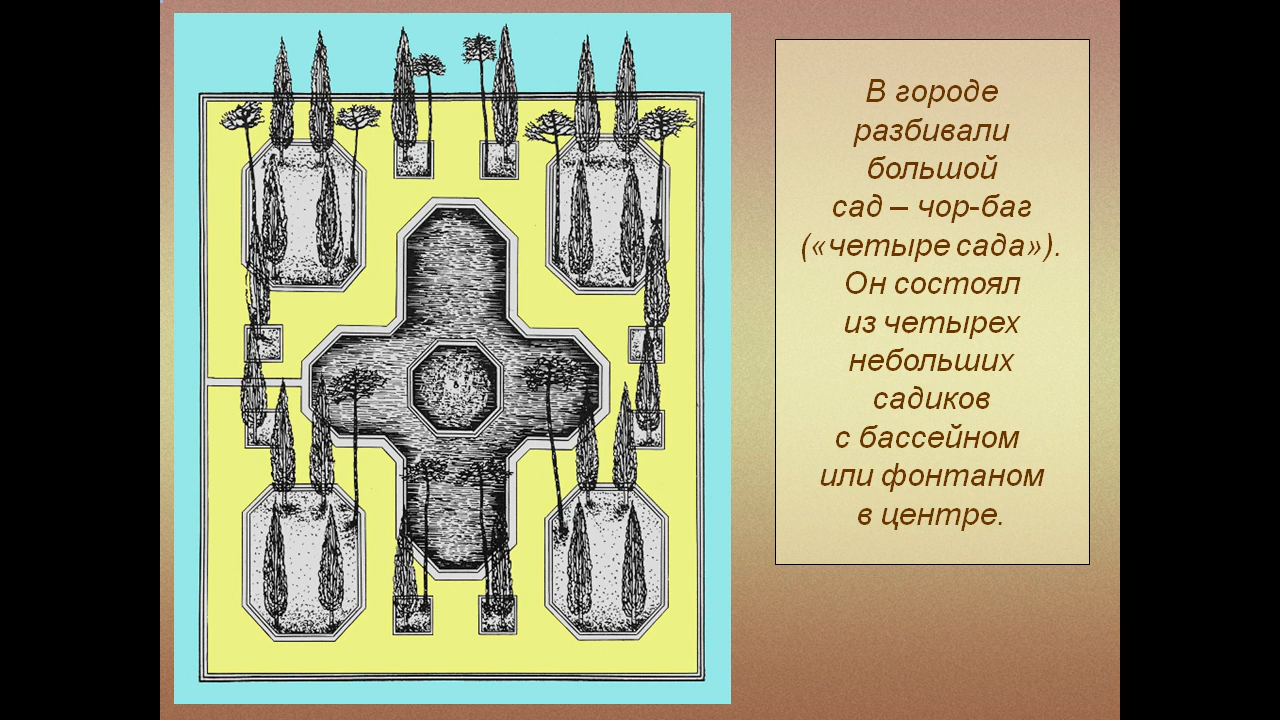 В городе
разбивали
большой
сад – чор-баг
(«четыре сада»).
Он состоял
из четырех
небольших
садиков
с бассейном
или фонтаном
в центре.